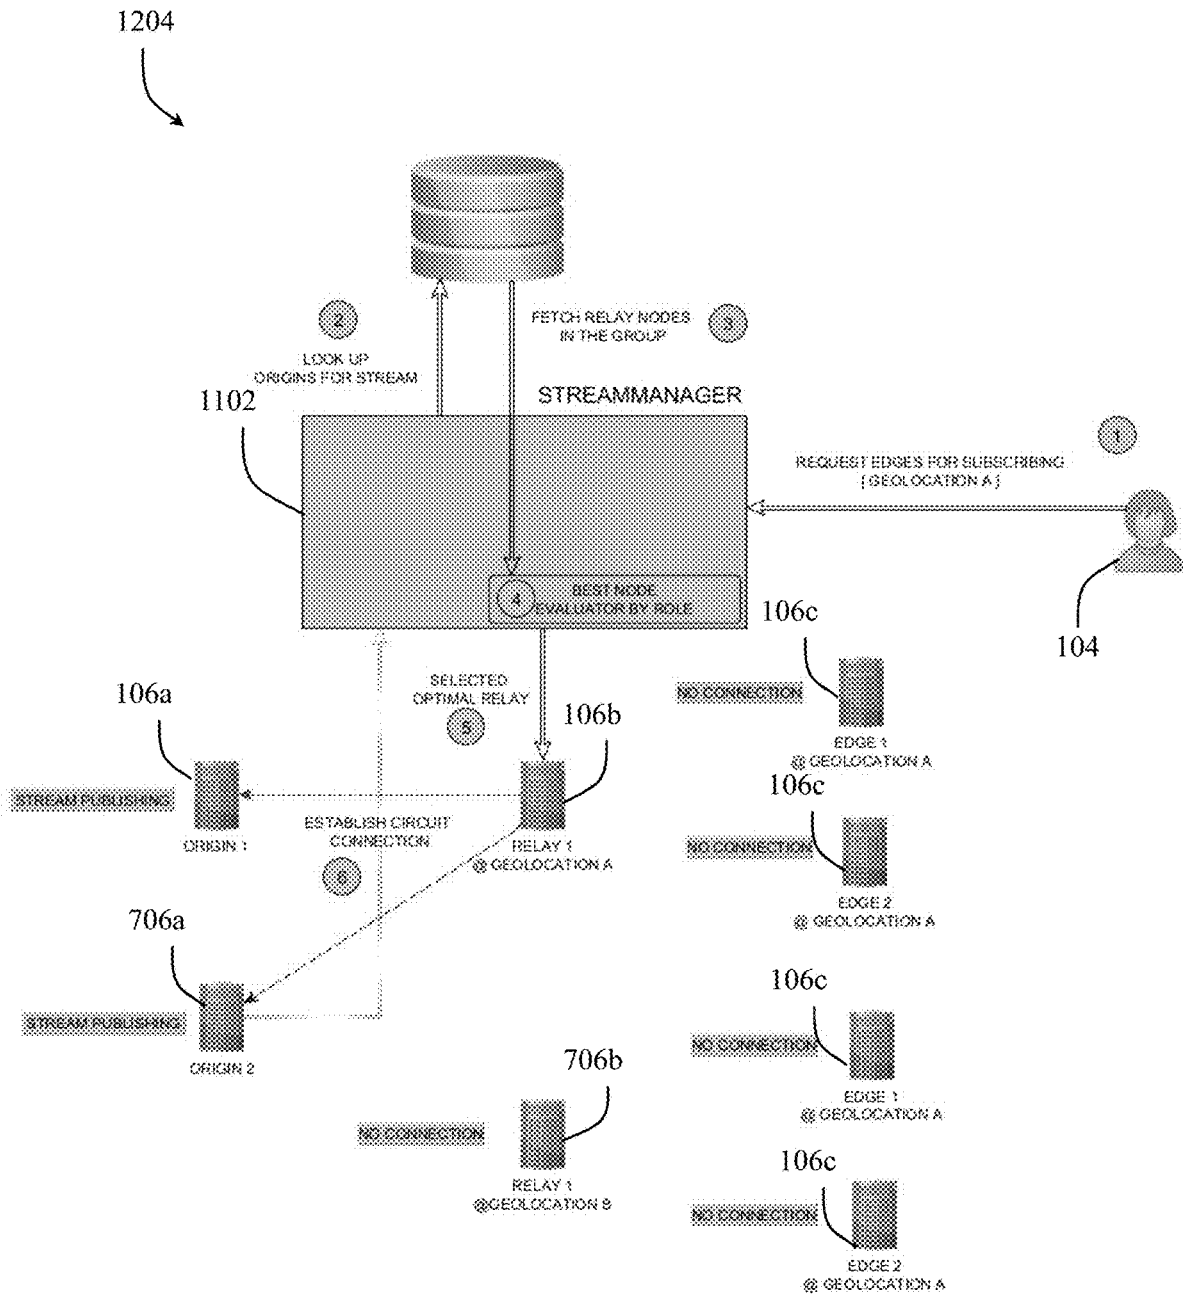 1204
2
FETCH RELAY NODES
IN THE GROUP
3
LOOK UP
ORIGINS FOR STREAM
1102
STREAMMANAGER
1
REQUEST EDGES FOR SUBSCRIBING
[ GEOLOCATION A ]
4
BEST NODE
EVALUATOR BY ROLE
104
106c
NO CONNECTION
EDGE 1
@ GEOLOCATION A
SELECTED
OPTIMAL RELAY
5
106a
106b
STREAM PUBLISHING
ORIGIN 1
ESTABLISH CIRCUIT
CONNECTION
6
RELAY 1
@ GEOLOCATION A
106c
NO CONNECTION
EDGE 2
@ GEOLOCATION A
706a
STREAM PUBLISHING
ORIGIN 2
106c
NO CONNECTION
EDGE 1
@ GEOLOCATION A
706b
NO CONNECTION
RELAY 1
@GEOLOCATION B
106c
NO CONNECTION
EDGE 2
@ GEOLOCATION A